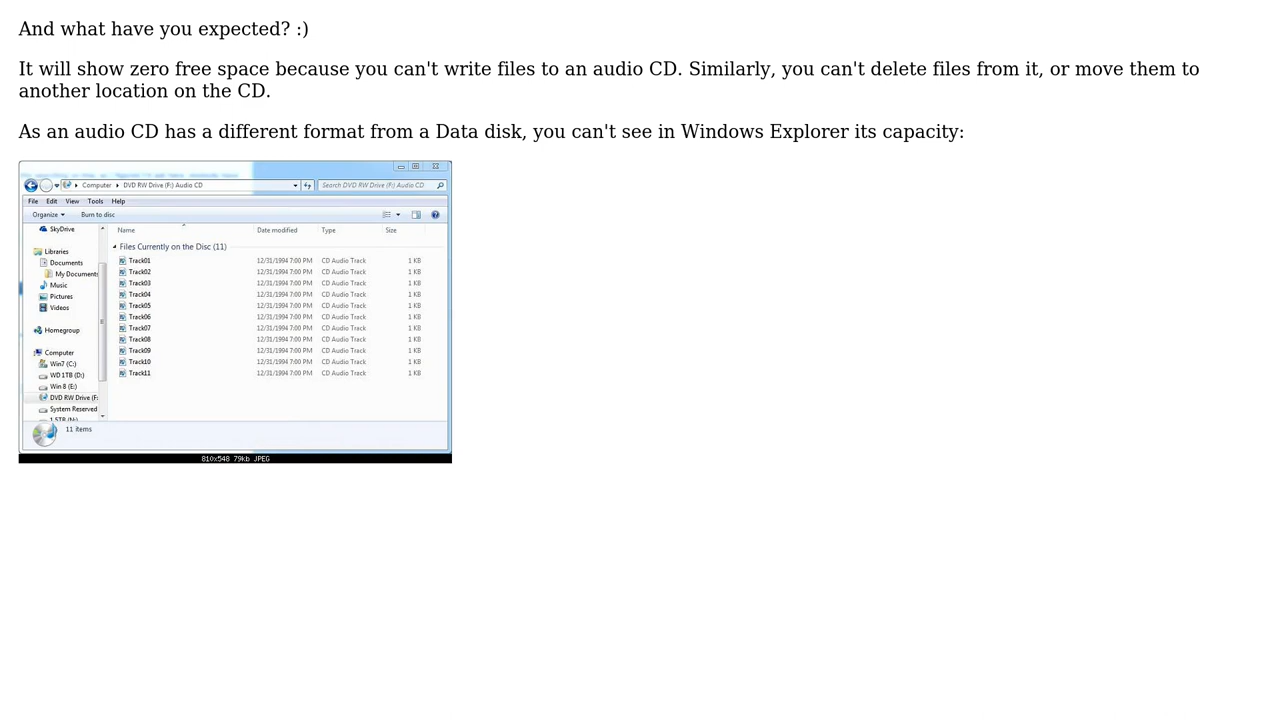 And what have you expected? :)
It will show zero free space because you can't write files to an audio CD. Similarly, you can't delete files from it, or move them to
another location on the CD.
As an audio CD has a different format from a Data disk, you can't see in Windows Explorer its capacity:
Computer DVD RW Drive (F:) Audio CD Search DVD RW Drive (F:) Audio CD
File Edit View Tools Help
Organize Burn to disc
SkyDrive
Libraries
Documents
My Documents
Music
Pictures
Videos
Homegroup
Computer
Win7 (C:)
WD 1TB (D:)
Win 8 (E:)
DVD RW Drive (F:
System Reserved
Name Date modified Type Size
Files Currently on the Disc (11)
Track01 12/31/1994 7:00 PM CD Audio Track 1 KB
Track02 12/31/1994 7:00 PM CD Audio Track 1 KB
Track03 12/31/1994 7:00 PM CD Audio Track 1 KB
Track04 12/31/1994 7:00 PM CD Audio Track 1 KB
Track05 12/31/1994 7:00 PM CD Audio Track 1 KB
Track06 12/31/1994 7:00 PM CD Audio Track 1 KB
Track07 12/31/1994 7:00 PM CD Audio Track 1 KB
Track08 12/31/1994 7:00 PM CD Audio Track 1 KB
Track09 12/31/1994 7:00 PM CD Audio Track 1 KB
Track10 12/31/1994 7:00 PM CD Audio Track 1 KB
Track11 12/31/1994 7:00 PM CD Audio Track 1 KB
11 items
810x548 79kb JPEG